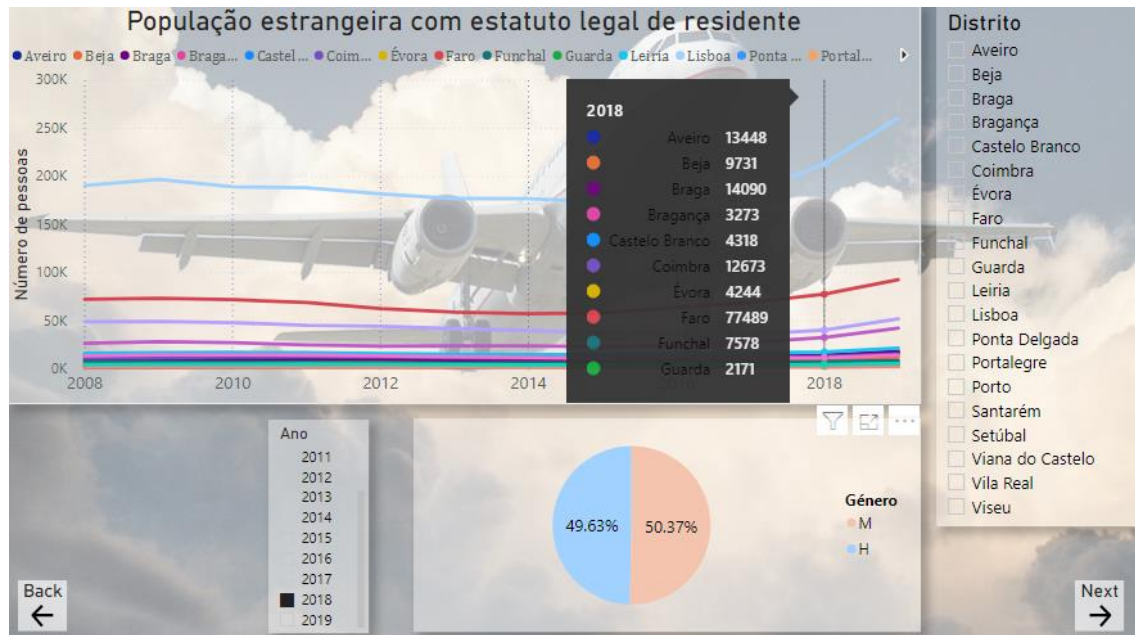 População estrangeira com estatuto legal de residente
Aveiro Beja Braga Braga... Castel... Coim... Évora Faro Funchal Guarda Leiria Lisboa Ponta ... Portal...
Número de pessoas
300K
250K
200K
150K
100K
50K
0K
2008 2010 2012 2014 2018
2018
Aveiro 13448
Beja 9731
Braga 14090
Bragança 3273
Castelo Branco 4318
Coimbra 12673
Évora 4244
Faro 77489
Funchal 7578
Guarda 2171
Distrito
Aveiro
Beja
Braga
Bragança
Castelo Branco
Coimbra
Évora
Faro
Funchal
Guarda
Leiria
Lisboa
Ponta Delgada
Portalegre
Porto
Santarém
Setúbal
Viana do Castelo
Vila Real
Viseu
Ano
2011
2012
2013
2014
2015
2016
2017
2018
2019
49.63% 50.37%
Género
M
H
Back
Next